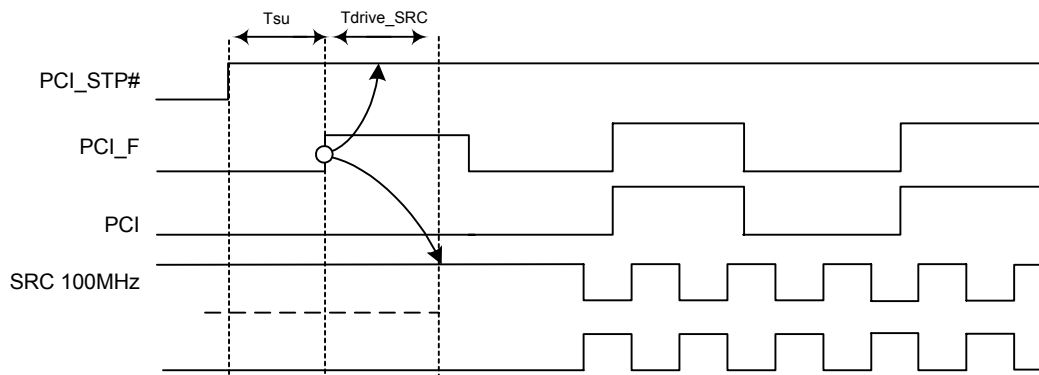 Tsu
Tdrive_SRC
PCI_STP#
PCI_F
PCI
SRC 100MHz